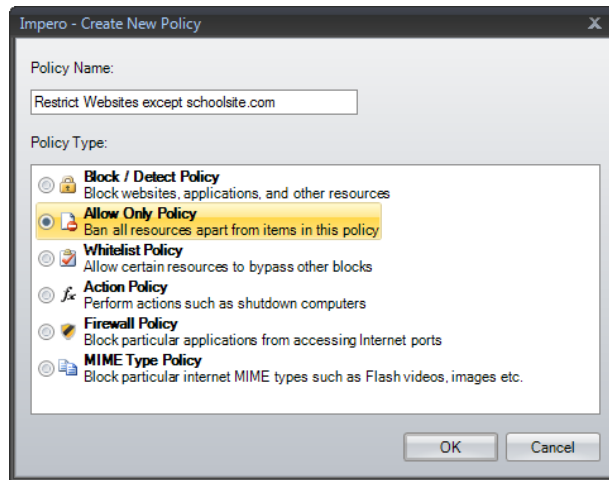 Impero - Create New Policy
Policy Name:
Restrict Websites except schoolsite.com
Policy Type:
Block / Detect Policy
Block websites, applications, and other resources
Allow Only Policy
Ban all resources apart from items in this policy
Whitelist Policy
Allow certain resources to bypass other blocks
Action Policy
Perform actions such as shutdown computers
Firewall Policy
Block particular applications from accessing Internet ports
MIME Type Policy
Block particular internet MIME types such as Flash videos, images etc.
OK Cancel